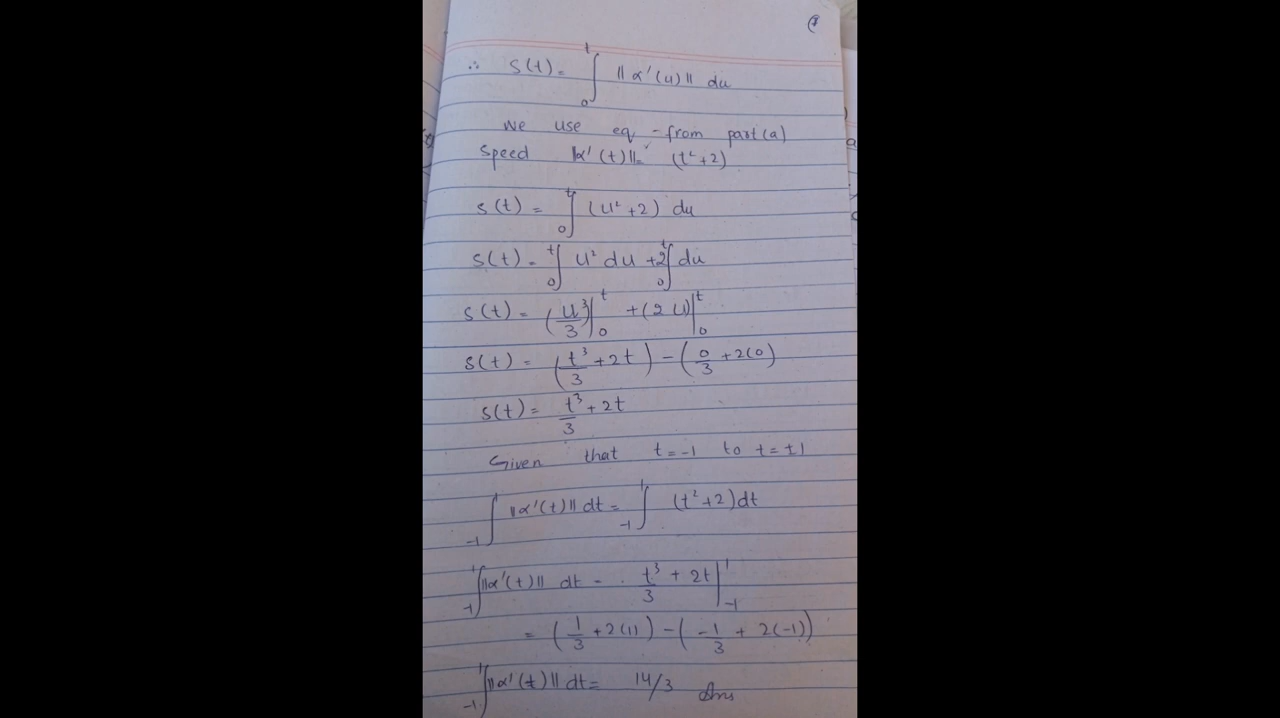 ∴ S(t) = ∫₀ᵗ ||α'(u)|| du
We use eq - from part(a)
Speed ||α'(t)|| = (t² + 2)
s(t) = ∫₀ᵗ (u² + 2) du
s(t) = ∫₀ᵗ u² du + 2∫₀ᵗ du
s(t) = (u³/3)|₀ᵗ + (2u)|₀ᵗ
s(t) = (t³/3 + 2t) - (0/3 + 2(0)
s(t) = t³/3 + 2t
Given that t = -1 to t = +1
∫₋₁¹ ||α'(t)|| dt = ∫₋₁¹ (t² + 2) dt
∫₋₁¹ ||α'(t)|| dt - . t³/3 + 2t |₋₁¹
= (1/3 + 2(1)) - (-1/3 + 2(-1))
∫₋₁¹ ||α'(t)|| dt = 14/3 Ans